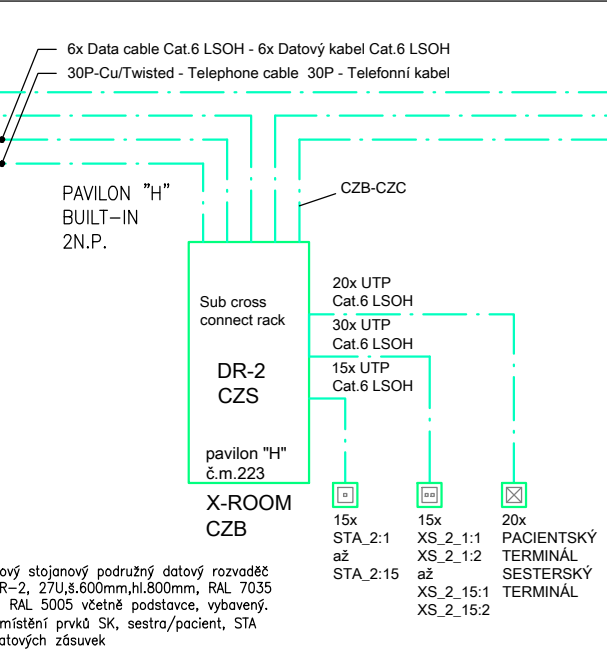 6x Data cable Cat.6 LSOH - 6x Datový kabel Cat.6 LSOH
30P-Cu/Twisted - Telephone cable 30P - Telefonní kabel
CZB-CZC
PAVILON "H"
BUILT-IN
2N.P.
Sub cross
connect rack
DR-2
CZS
pavilon "H"
č.m.223
X-ROOM
CZB
20x UTP
Cat.6 LSOH
30x UTP
Cat.6 LSOH
15x UTP
Cat.6 LSOH
15x
STA_2:1
až
STA_2:15
15x
XS_2_1:1
XS_2_1:2
až
XS_2_15:1
XS_2_15:2
20x
PACIENTSKÝ
TERMINÁL
SESTERSKÝ
TERMINÁL
ový stojanový podružný datový rozvaděč
R-2, 27U,š.600mm,hl.800mm, RAL 7035
RAL 5005 včetně podstavce, vybavený.
místění prvků SK, sestra/pacient, STA
atových zásuvek